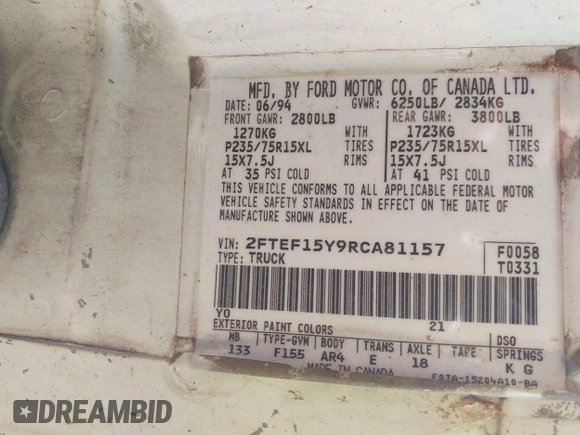 MFD. BY FORD MOTOR CO. OF CANADA LTD.
DATE: 06/94 GVWR: 6250LB/ 2834KG
FRONT GAWR: 2800LB REAR GAWR: 3800LB
1270KG WITH 1723KG WITH
P235/75R15XL TIRES P235/75R15XL TIRES
15X7.5J RIMS 15X7.5J RIMS
AT 35 PSI COLD AT 41 PSI COLD
THIS VEHICLE CONFORMS TO ALL APPLICABLE FEDERAL MOTOR
VEHICLE SAFETY STANDARDS IN EFFECT ON THE DATE OF
MANUFACTURE SHOWN ABOVE.
VIN: 2FTEF15Y9RCA81157 F0058
TYPE: TRUCK T0331
YO 21
EXTERIOR PAINT COLORS DSO
WB TYPE-GVM BODY TRANS AXLE TAPE SPRINGS
133 F155 AR4 E 18 K G
MADE IN CANADA F0TA-15204A10-BA
DREAMBID